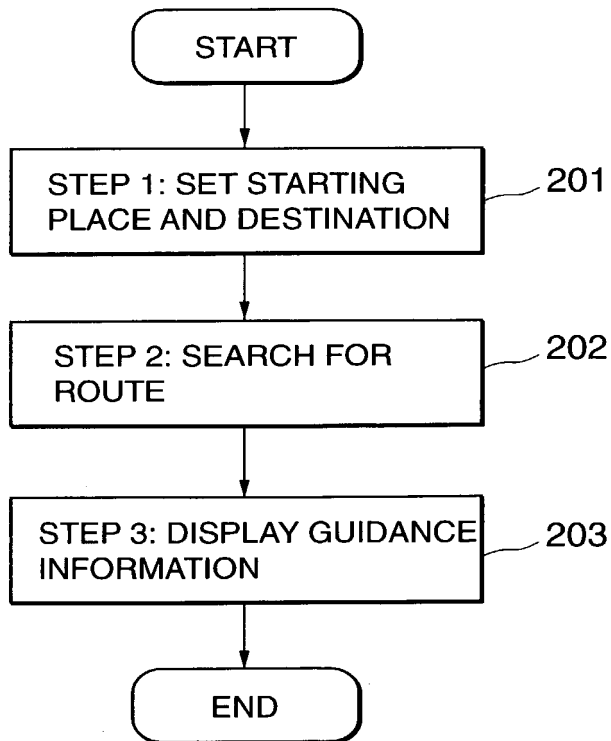 START
STEP 1: SET STARTING
PLACE AND DESTINATION
201
STEP 2: SEARCH FOR
ROUTE
202
STEP 3: DISPLAY GUIDANCE
INFORMATION
203
END